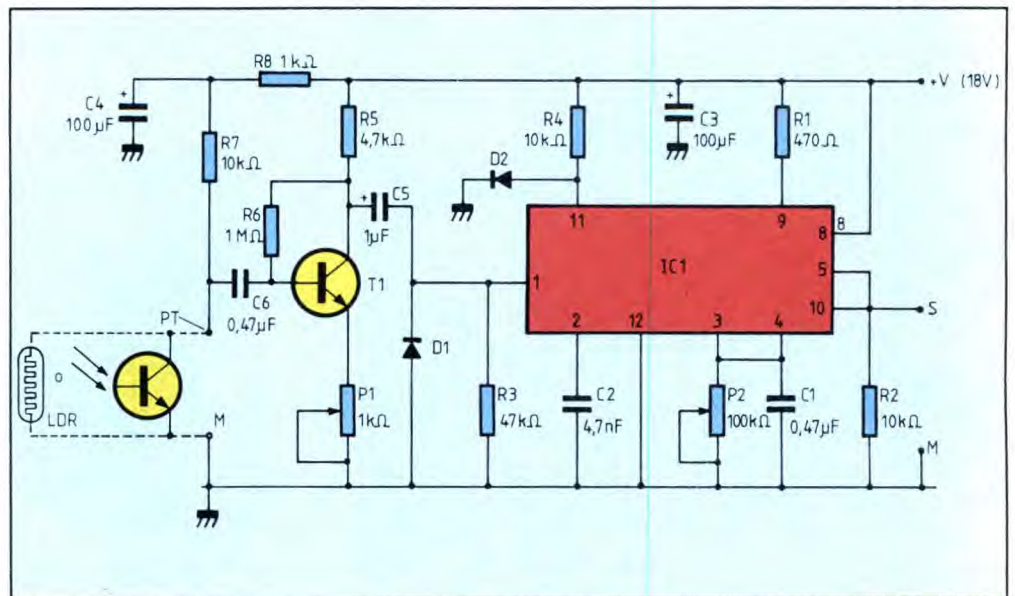 R8 1kΩ
+V (18V)
C4
100µF
+
R7
10kΩ
R5
4,7kΩ
R4
10kΩ
+
C3
100µF
R1
470Ω
D2
R6
1MΩ
+
C5
1µF
11
9
8
8
IC1
5
10
S
1
T1
C6
0,47µF
PT
2
12
3
4
D1
LDR
M
P1
1kΩ
R3
47kΩ
C2
4,7nF
P2
100kΩ
C1
0,47µF
R2
10kΩ
M